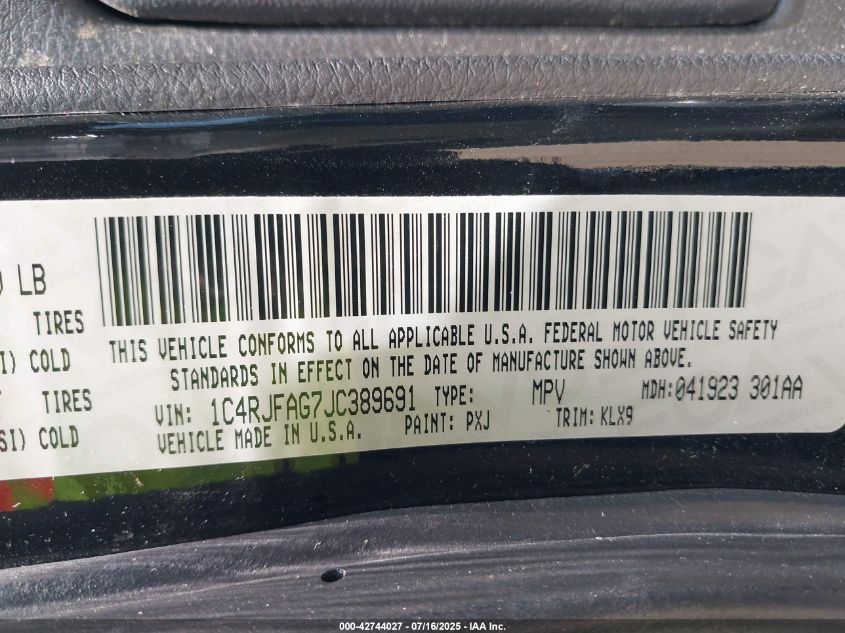 LB
TIRES
COLD
TIRES
COLD
THIS VEHICLE CONFORMS TO ALL APPLICABLE U.S.A. FEDERAL MOTOR VEHICLE SAFETY
STANDARDS IN EFFECT ON THE DATE OF MANUFACTURE SHOWN ABOVE.
VIN: 1C4RJFAG7JC389691 TYPE: MPV MDH:041923 301AA
VEHICLE MADE IN U.S.A. PAINT: PXJ TRIM: KLX9
000-42744027 - 07/16/2025 - IAA Inc.